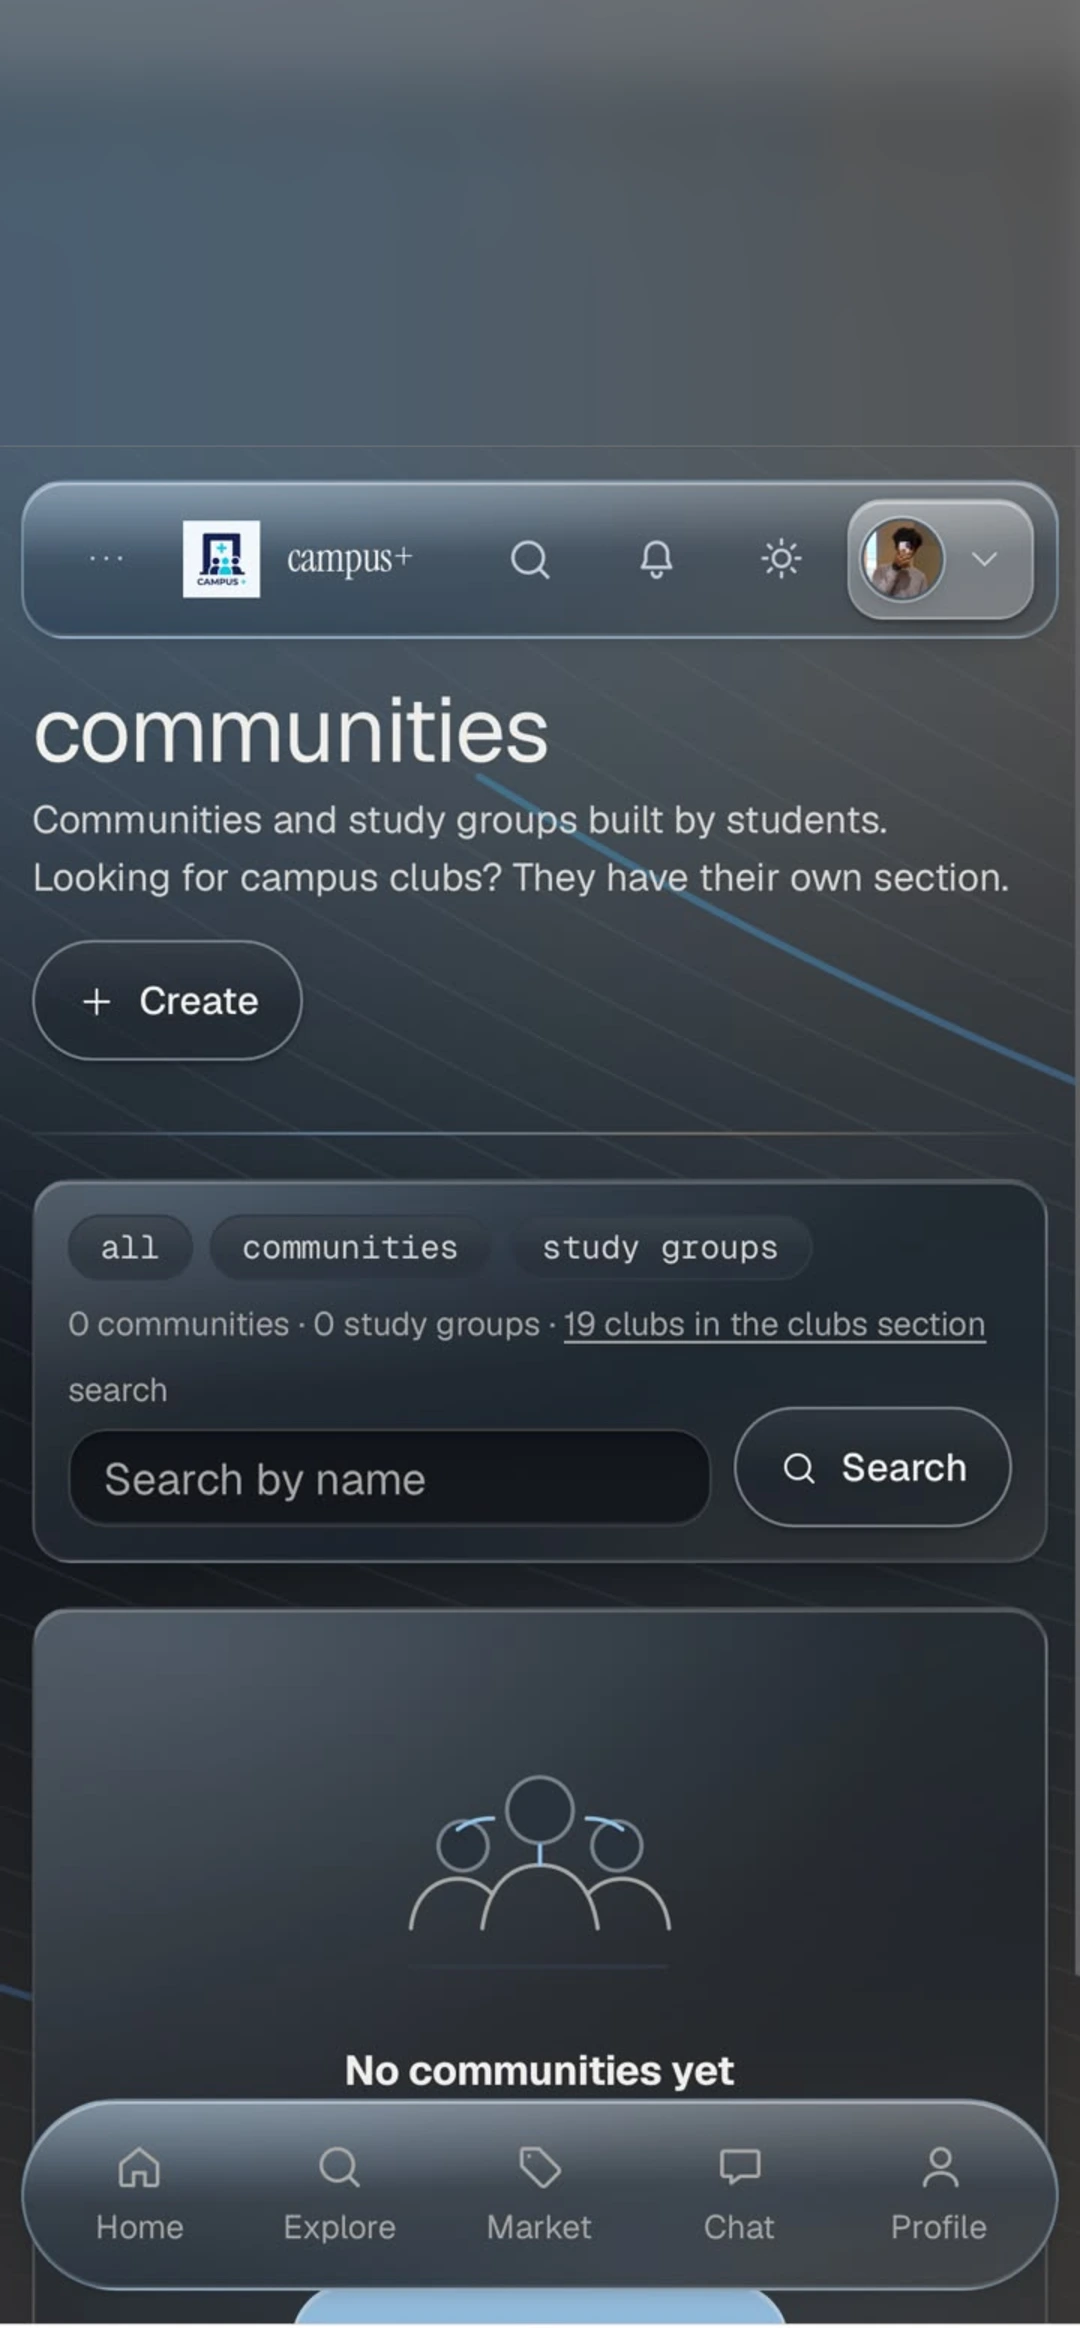 ...
CAMPUS+
campus+
communities
Communities and study groups built by students.
Looking for campus clubs? They have their own section.
+ Create
all communities study groups
0 communities · 0 study groups · 19 clubs in the clubs section
search
Search by name
Search
No communities yet
Home Explore Market Chat Profile